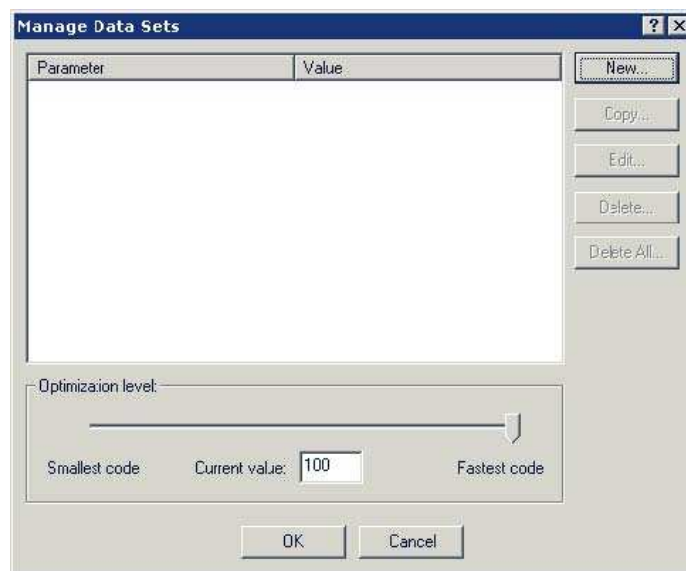 Manage Data Sets
Parameter Value
New...
Copy...
Edit...
Delete...
Delete All...
Optimization level:
Smallest code Current value: 100 Fastest code
OK Cancel